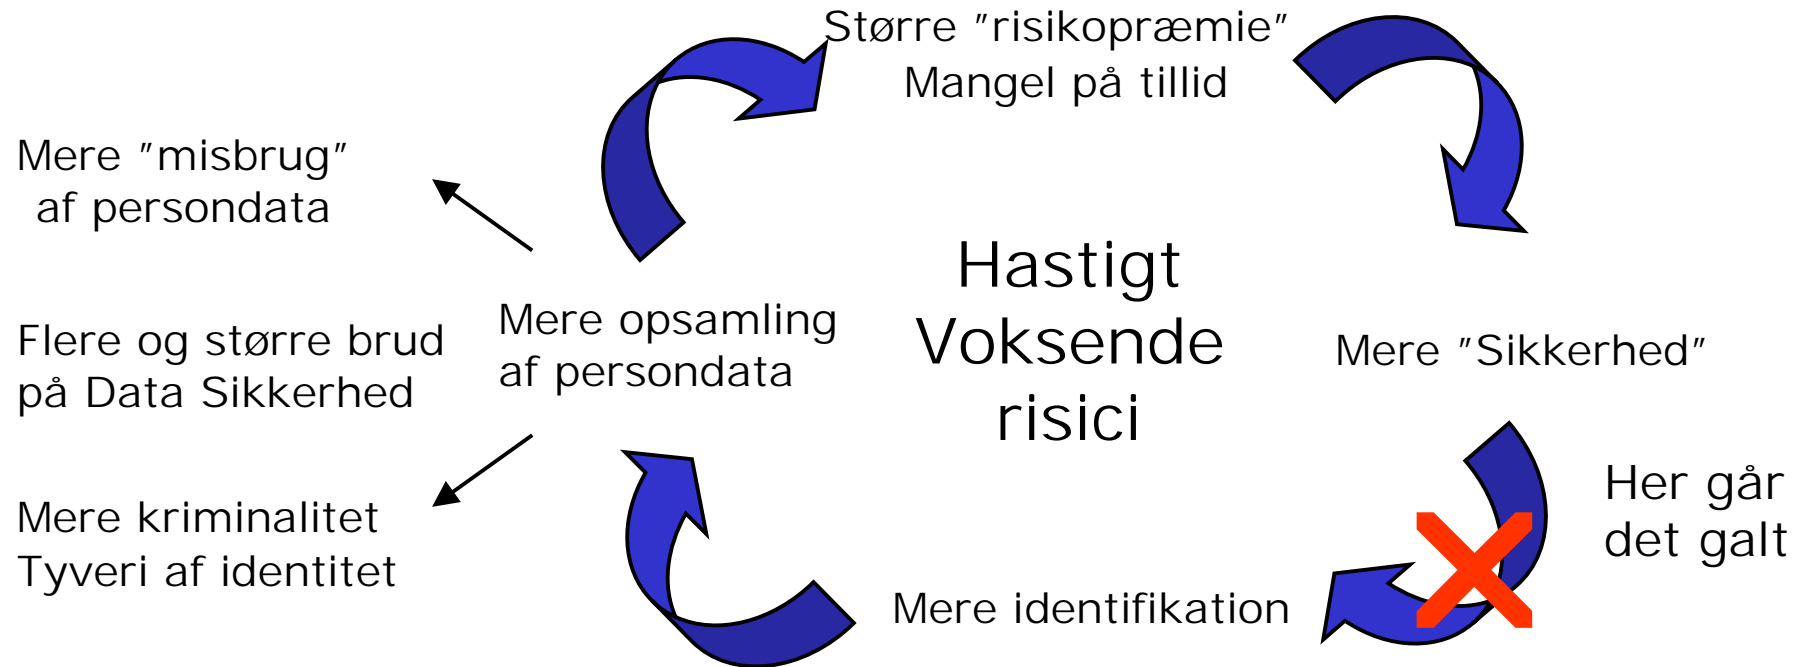 Større "risikopræmie"
Mangel på tillid
Mere "misbrug"
af persondata
Flere og større brud
på Data Sikkerhed
Mere kriminalitet
Tyveri af identitet
Mere opsamling
af persondata
Hastigt
Voksende
risici
Mere "Sikkerhed"
Her går
det galt
Mere identifikation